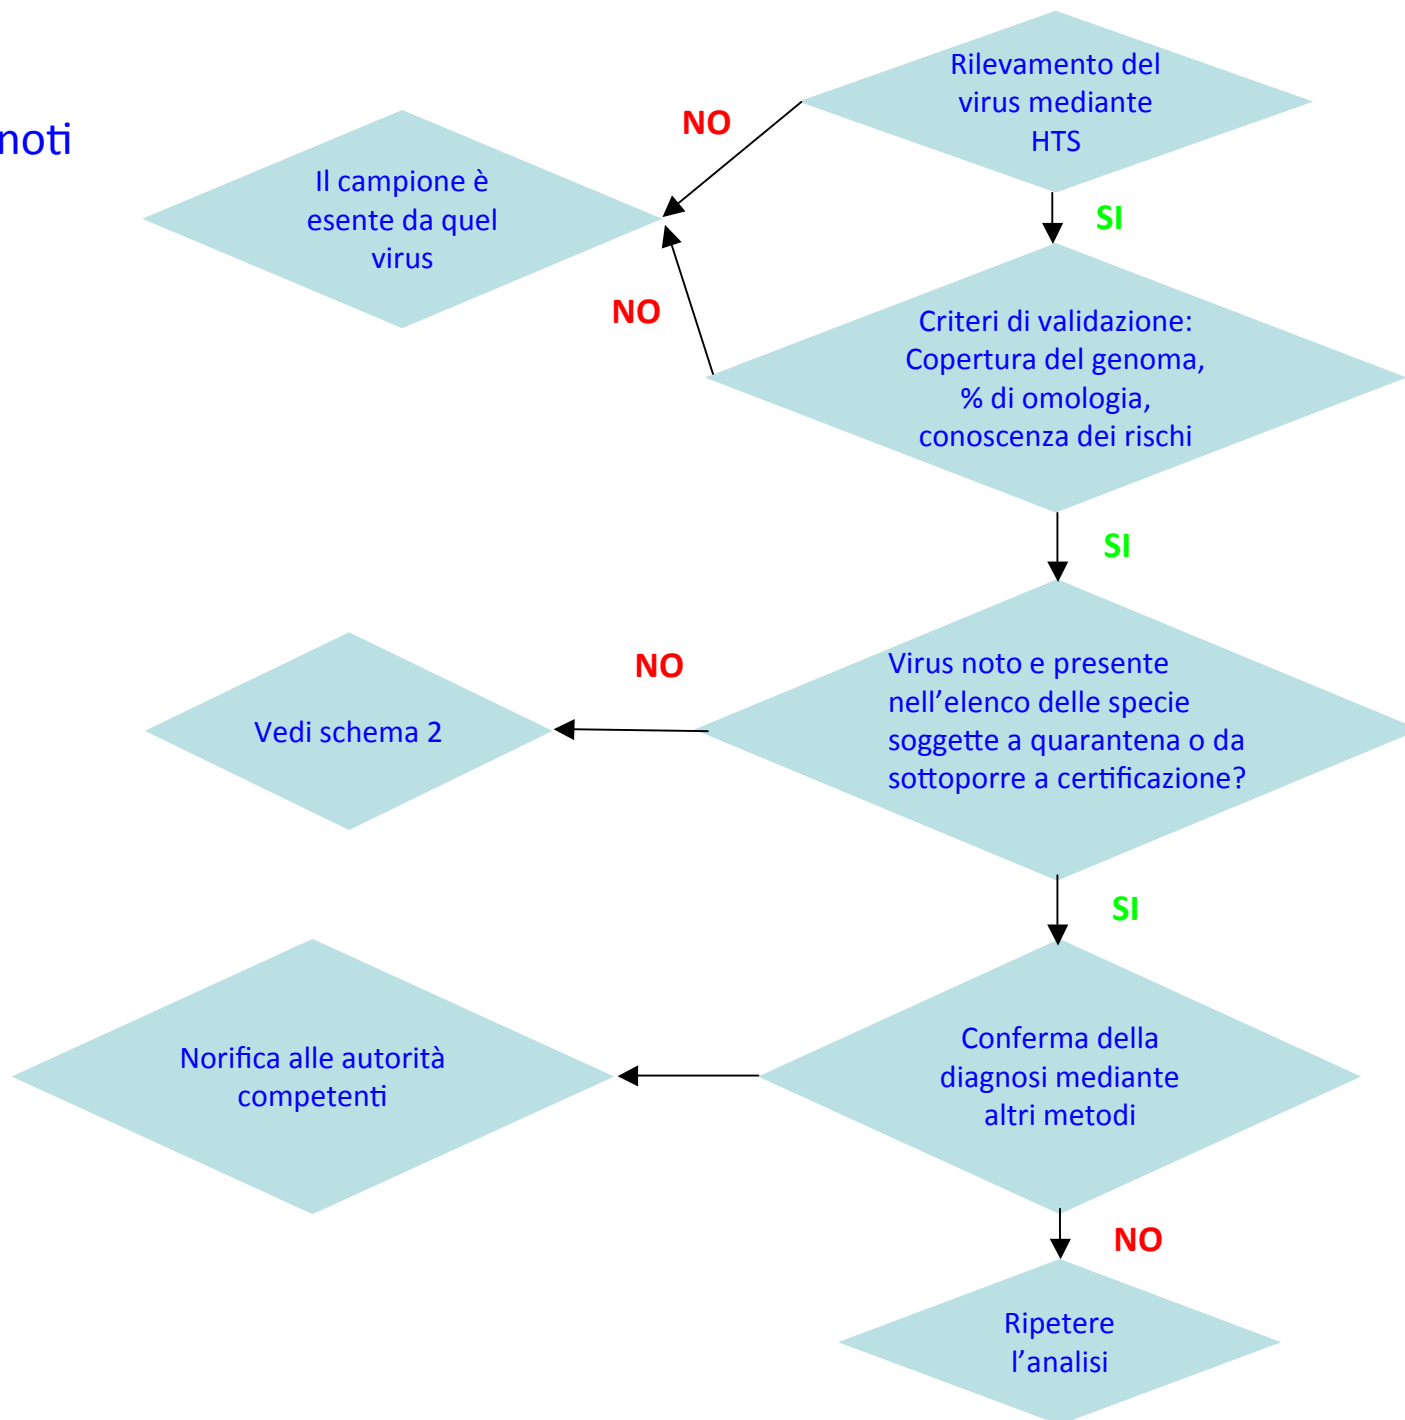 noti
Rilevamento del
virus mediante
HTS
NO
Il campione è
esente da quel
virus
SI
NO
Criteri di validazione:
Copertura del genoma,
% di omologia,
conoscenza dei rischi
SI
NO
Virus noto e presente
nell’elenco delle specie
soggette a quarantena o da
sottoporre a certificazione?
Vedi schema 2
SI
Conferma della
diagnosi mediante
altri metodi
Norifica alle autorità
competenti
NO
Ripetere
l’analisi